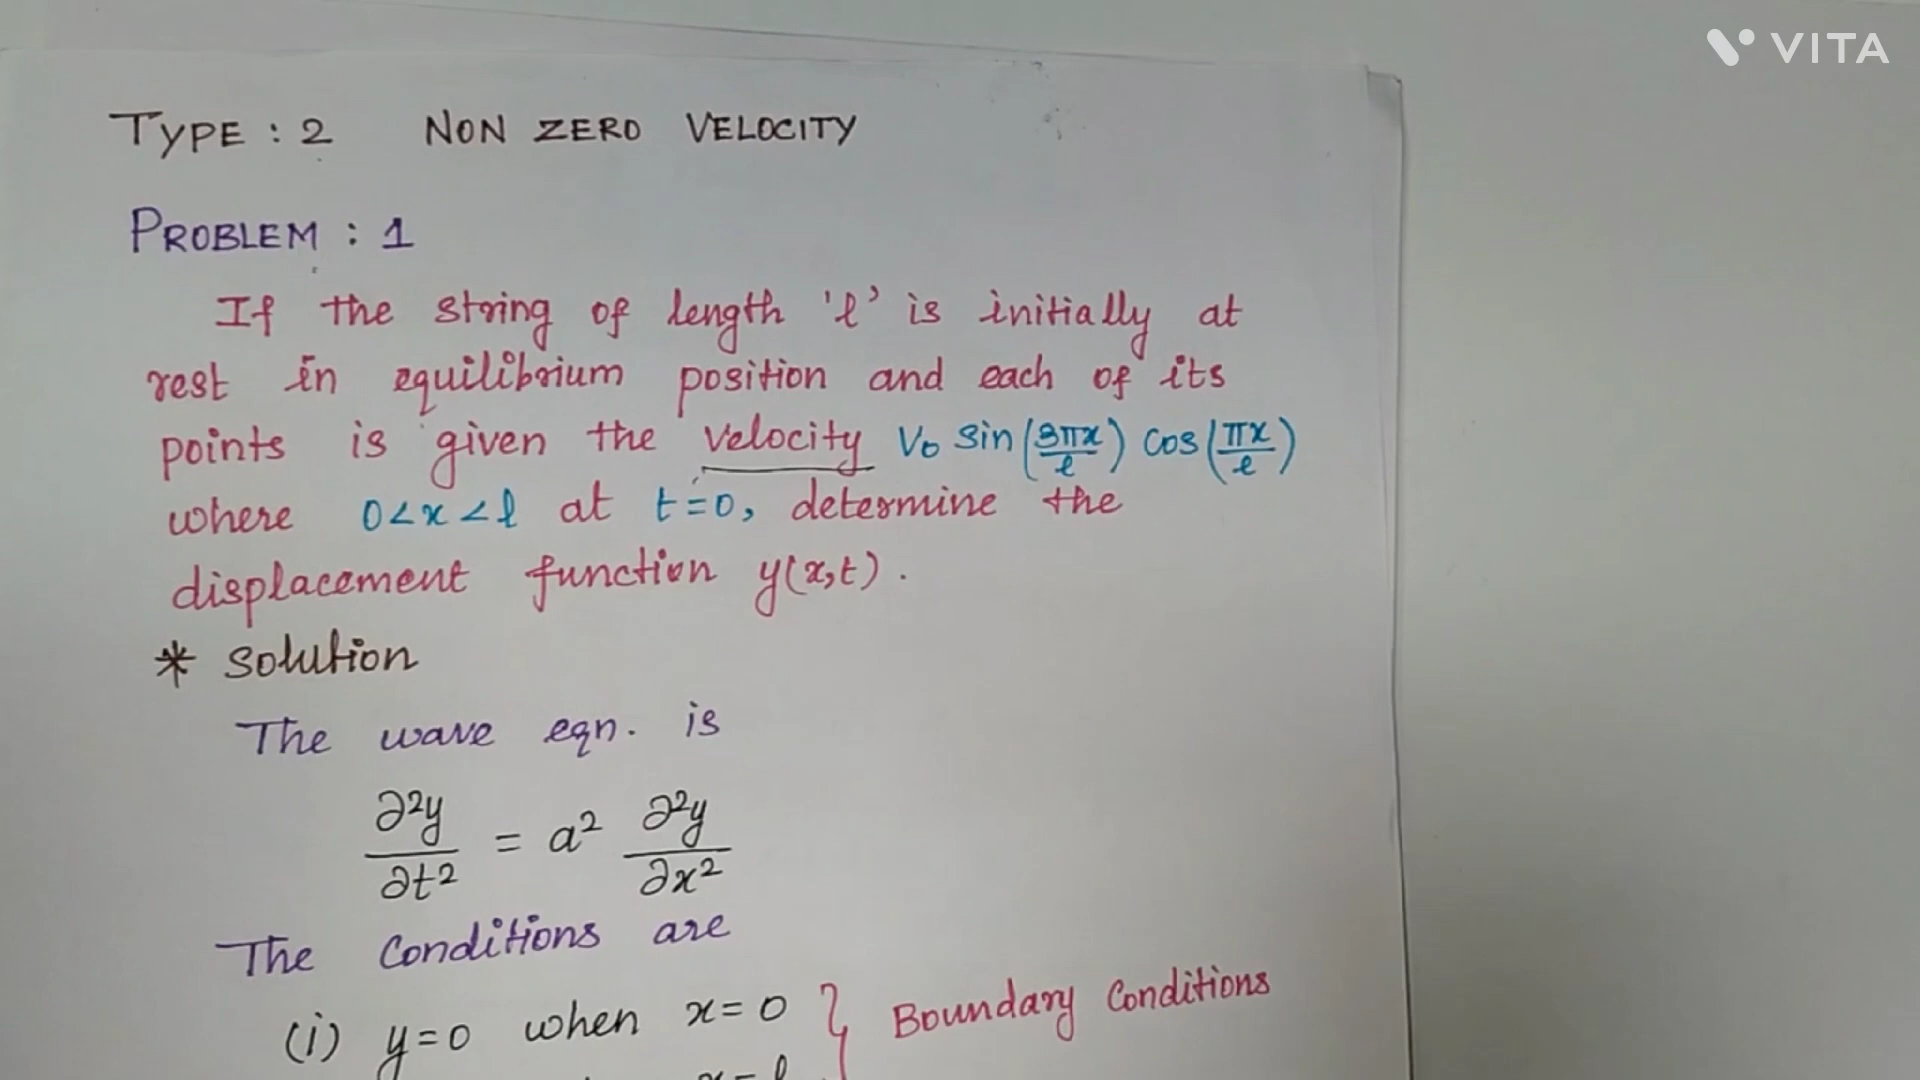 VITA
TYPE : 2 NON ZERO VELOCITY
PROBLEM : 1
If the string of length 'l' is initially at
rest in equilibrium position and each of its
points is given the velocity V₀ sin(3πx/l) cos(πx/l)
where 0<x<l at t=0, determine the
displacement function y(x,t).
* Solution
The wave eqn. is
∂²y/∂t² = a² ∂²y/∂x²
The Conditions are
(i) y=0 when x=0 } Boundary Conditions
x=l